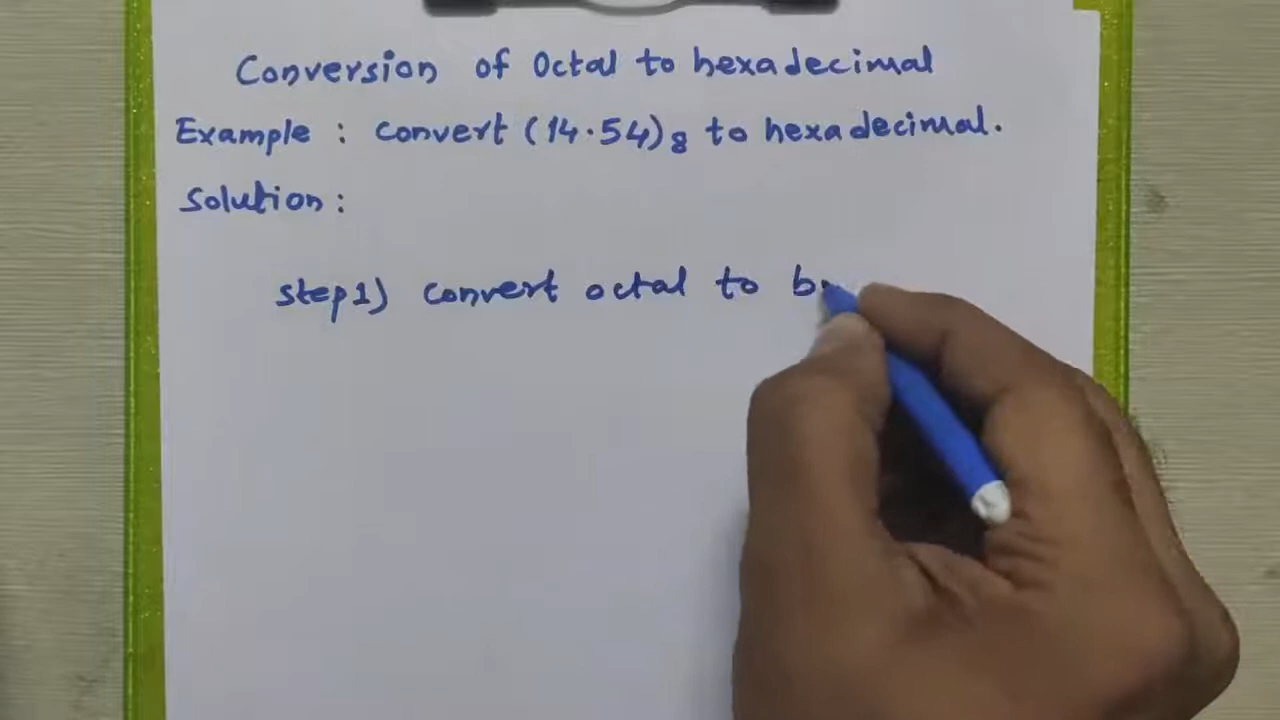 Conversion of Octal to hexadecimal
Example : convert (14.54)₈ to hexadecimal.
Solution :
step1) convert octal to